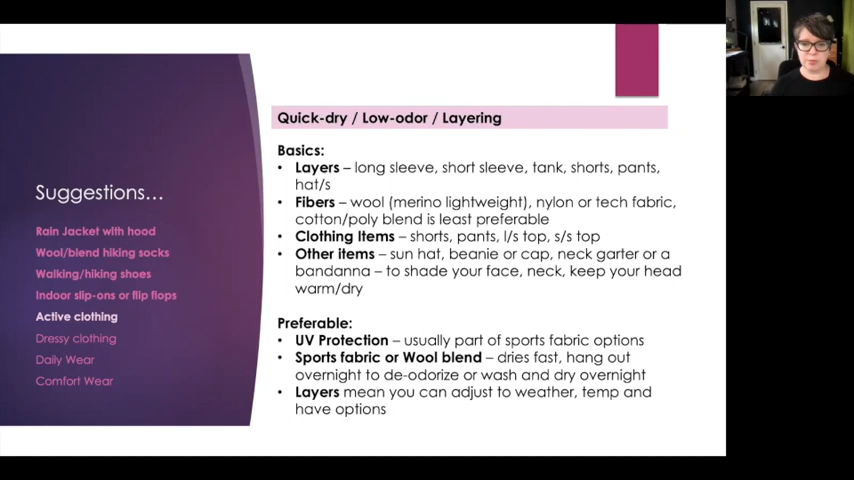 Suggestions...
Rain Jacket with hood
Wool/blend hiking socks
Walking/hiking shoes
Indoor slip-ons or flip flops
Active clothing
Dressy clothing
Daily Wear
Comfort Wear
Quick-dry / Low-odor / Layering
Basics:
• Layers – long sleeve, short sleeve, tank, shorts, pants,
hat/s
• Fibers – wool (merino lightweight), nylon or tech fabric,
cotton/poly blend is least preferable
• Clothing Items – shorts, pants, l/s top, s/s top
• Other items – sun hat, beanie or cap, neck garter or a
bandanna – to shade your face, neck, keep your head
warm/dry
Preferable:
• UV Protection – usually part of sports fabric options
• Sports fabric or Wool blend – dries fast, hang out
overnight to de-odorize or wash and dry overnight
• Layers mean you can adjust to weather, temp and
have options